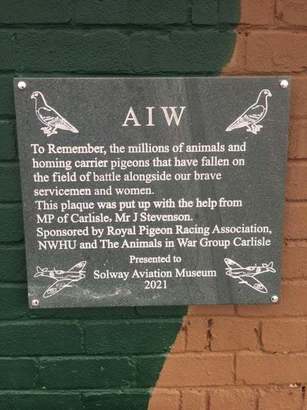 AIW
To Remember, the millions of animals and
homing carrier pigeons that have fallen on
the field of battle alongside our brave
servicemen and women.
This plaque was put up with the help from
MP of Carlisle, Mr J Stevenson.
Sponsored by Royal Pigeon Racing Association,
NWHU and The Animals in War Group Carlisle
Presented to
Solway Aviation Museum
2021